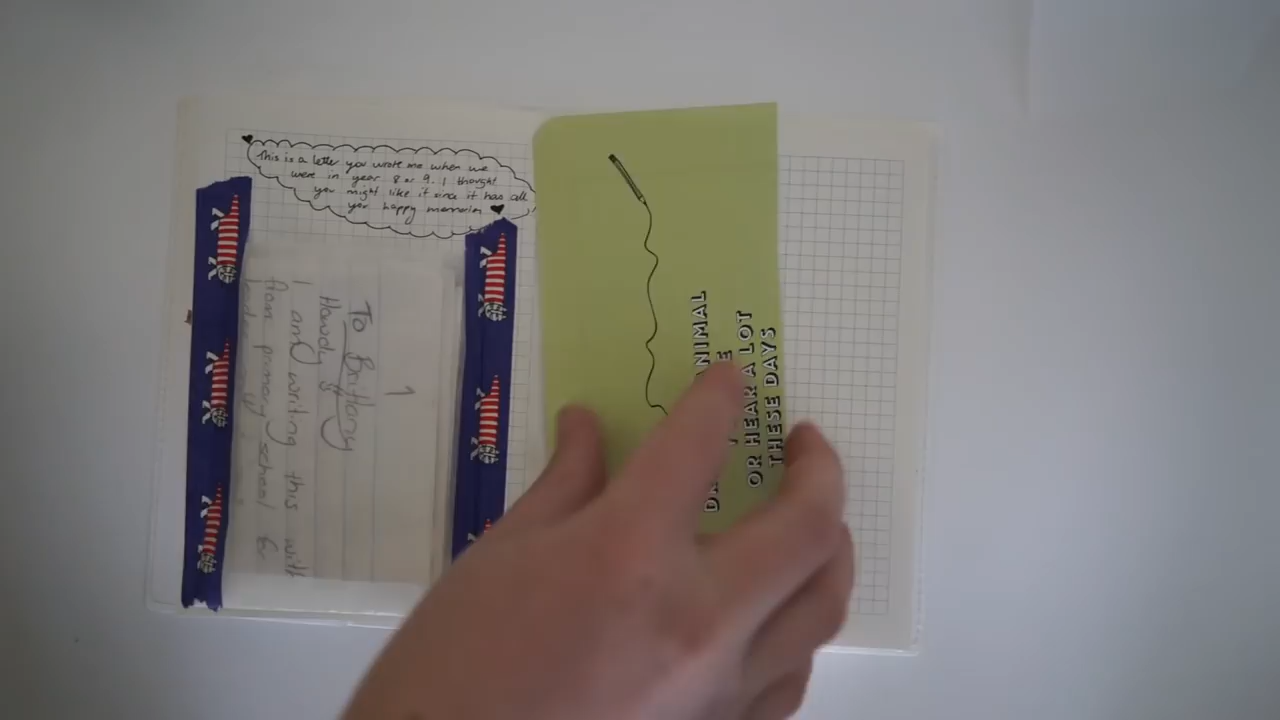 This is a letter you wrote me when we
were in year 8 or 9. I thought
you might like it since it has all
your happy memories
1
To Brittany
Howdy
I am writing this with
from primary school for
ANIMAL
OR HEAR A LOT
THESE DAYS